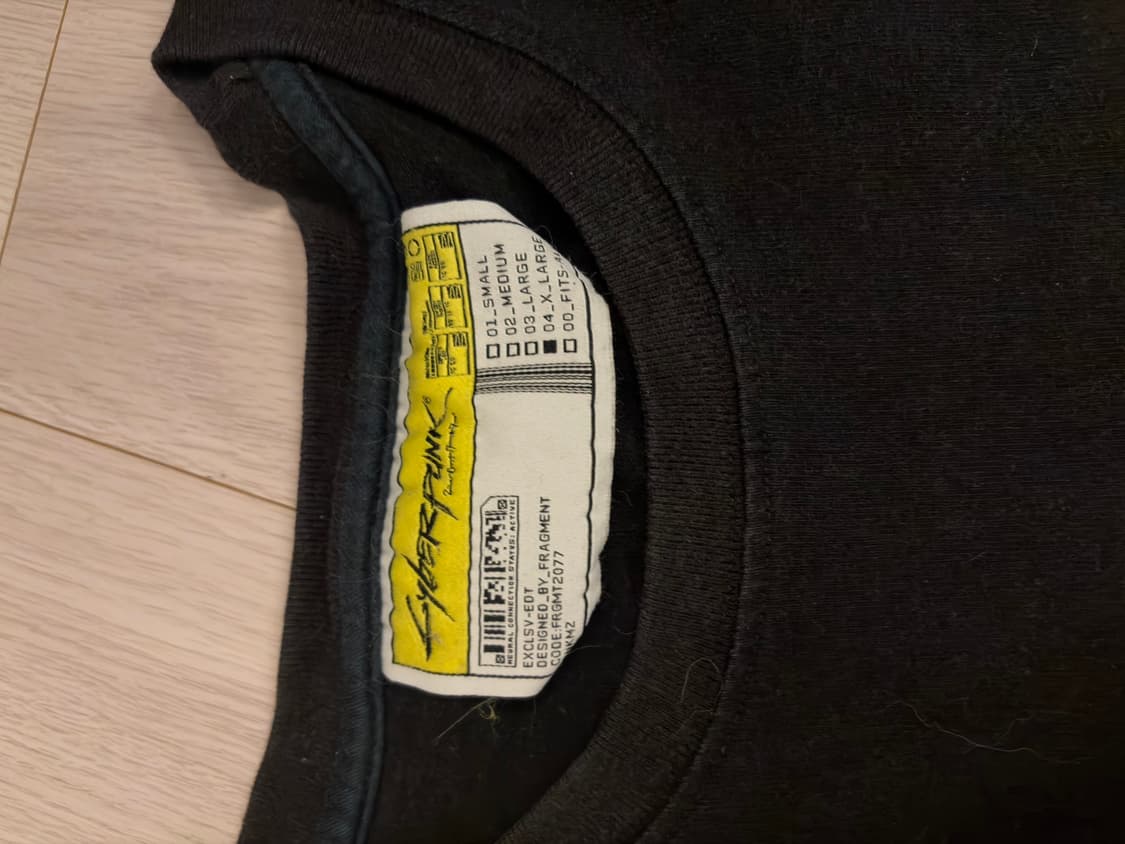 CYBERPUNK®
NEURAL CONNECTION STATUS: ACTIVE
EXCLSV-EDT
DESIGNED_BY_FRAGMENT
CODE:FRGMT2077
01_SMALL
02_MEDIUM
03_LARGE
04_X_LARGE
00_FITS